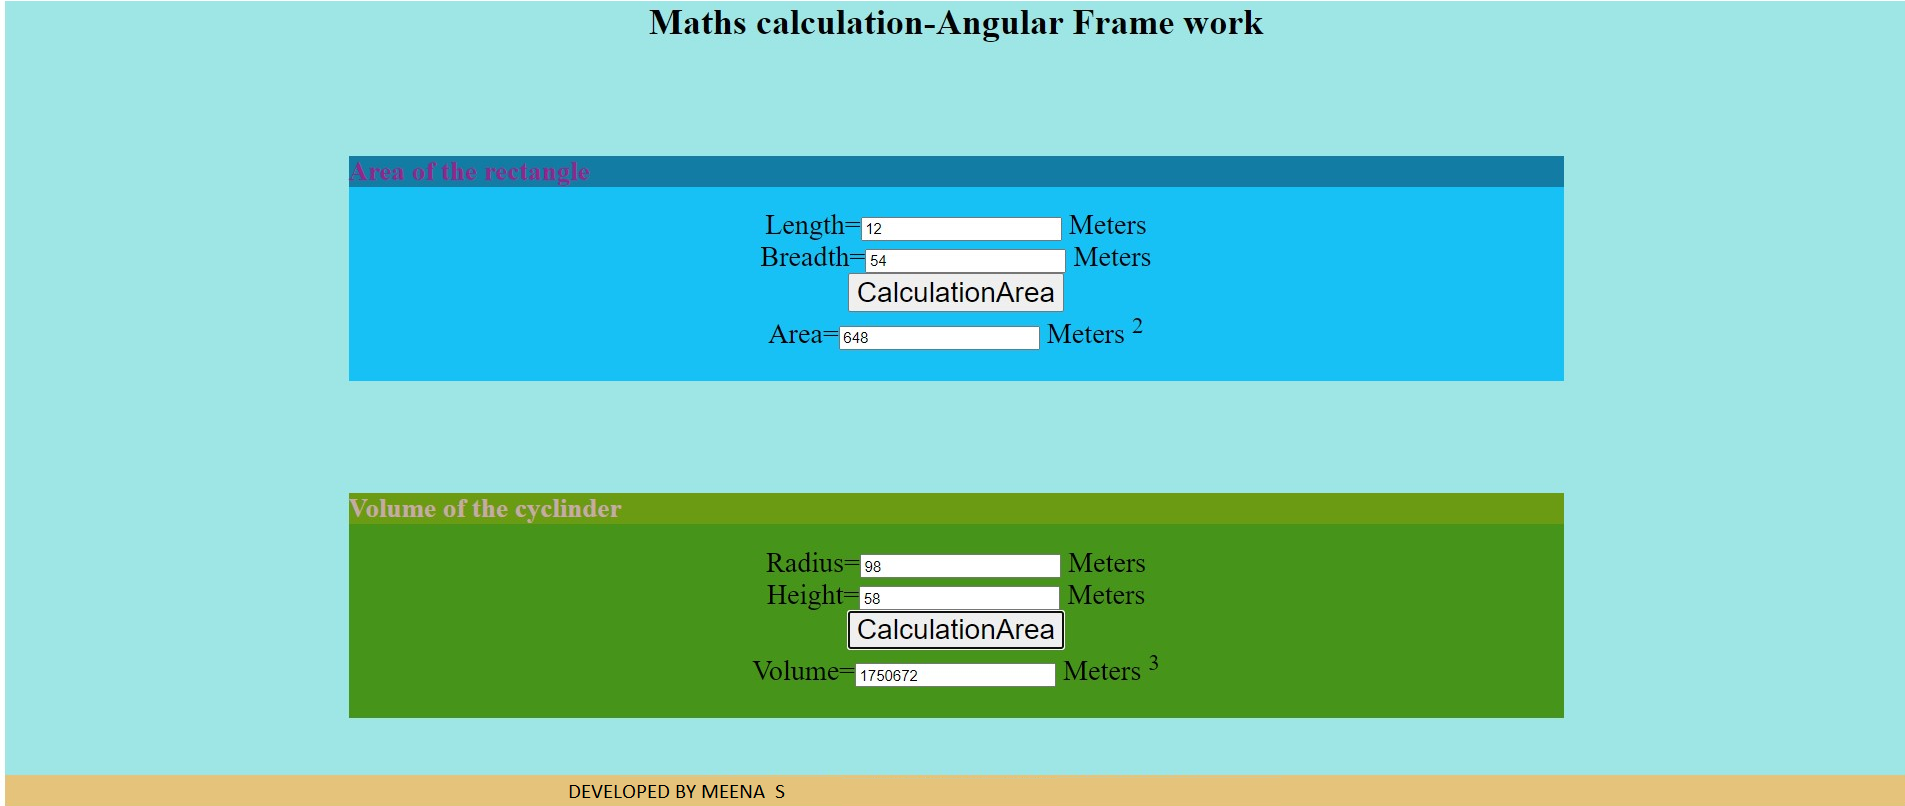 Maths calculation-Angular Frame work
Area of the rectangle
Length=12 Meters
Breadth=54 Meters
CalculationArea
Area=648 Meters 2
Volume of the cyclinder
Radius=98 Meters
Height=58 Meters
CalculationArea
Volume=1750672 Meters 3
DEVELOPED BY MEENA  S